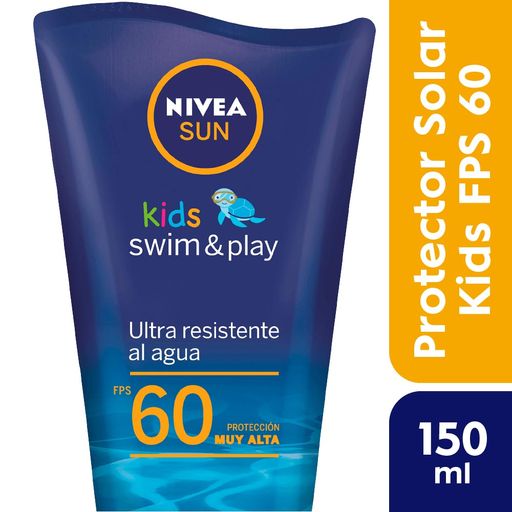 NIVEA
SUN
kids
swim & play
Ultra resistente
al agua
FPS
60
PROTECCIÓN
MUY ALTA
Protector Solar
Kids FPS 60
150
ml